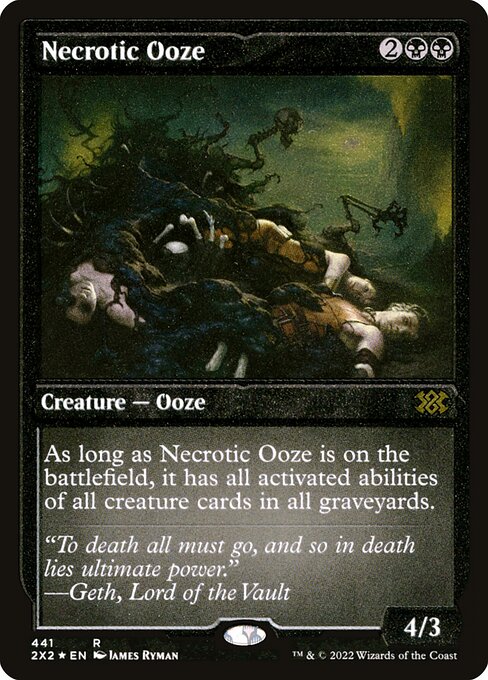 Necrotic Ooze 2
Creature — Ooze
As long as Necrotic Ooze is on the
battlefield, it has all activated abilities
of all creature cards in all graveyards.
“To death all must go, and so in death
lies ultimate power.”
—Geth, Lord of the Vault
4/3
441 R
2X2 ★ EN James Ryman ™ & © 2022 Wizards of the Coast